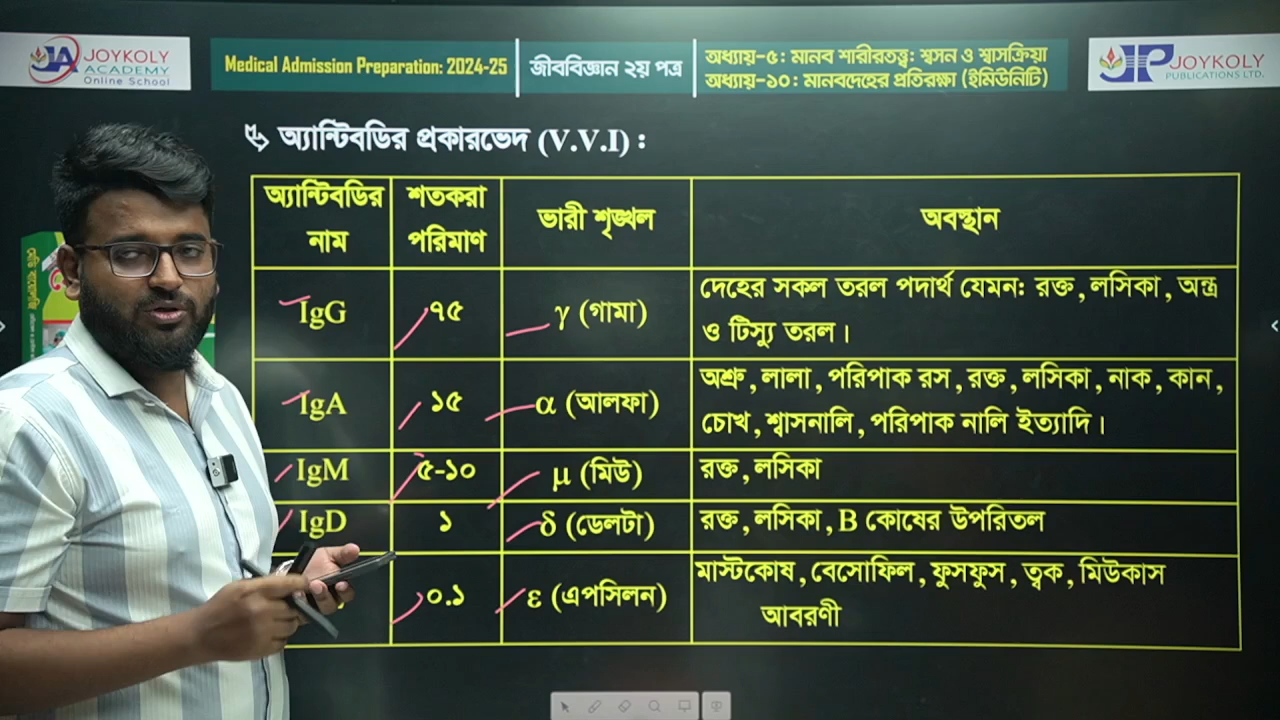 JOYKOLY
ACADEMY
Online School
Medical Admission Preparation: 2024-25
জীববিজ্ঞান ২য় পত্র
অধ্যায়-৫: মানব শারীরতত্ত্ব: শ্বসন ও শ্বাসক্রিয়া
অধ্যায়-১০: মানবদেহের প্রতিরক্ষা (ইমিউনিটি)
JOYKOLY
PUBLICATIONS LTD.
অ্যান্টিবডির প্রকারভেদ (V.V.I) :
অ্যান্টিবডির নাম
শতকরা পরিমাণ
ভারী শৃঙ্খল
অবস্থান
IgG
৭৫
γ (গামা)
দেহের সকল তরল পদার্থ যেমন: রক্ত, লসিকা, অন্ত্র
ও টিস্যু তরল।
IgA
১৫
α (আলফা)
অশ্রু, লালা, পরিপাক রস, রক্ত, লসিকা, নাক, কান,
চোখ, শ্বাসনালি, পরিপাক নালি ইত্যাদি।
IgM
৫-১০
μ (মিউ)
রক্ত, লসিকা
IgD
১
δ (ডেলটা)
রক্ত, লসিকা, B কোষের উপরিতল
০.১
ε (এপসিলন)
মাস্টকোষ, বেসোফিল, ফুসফুস, ত্বক, মিউকাস
আবরণী